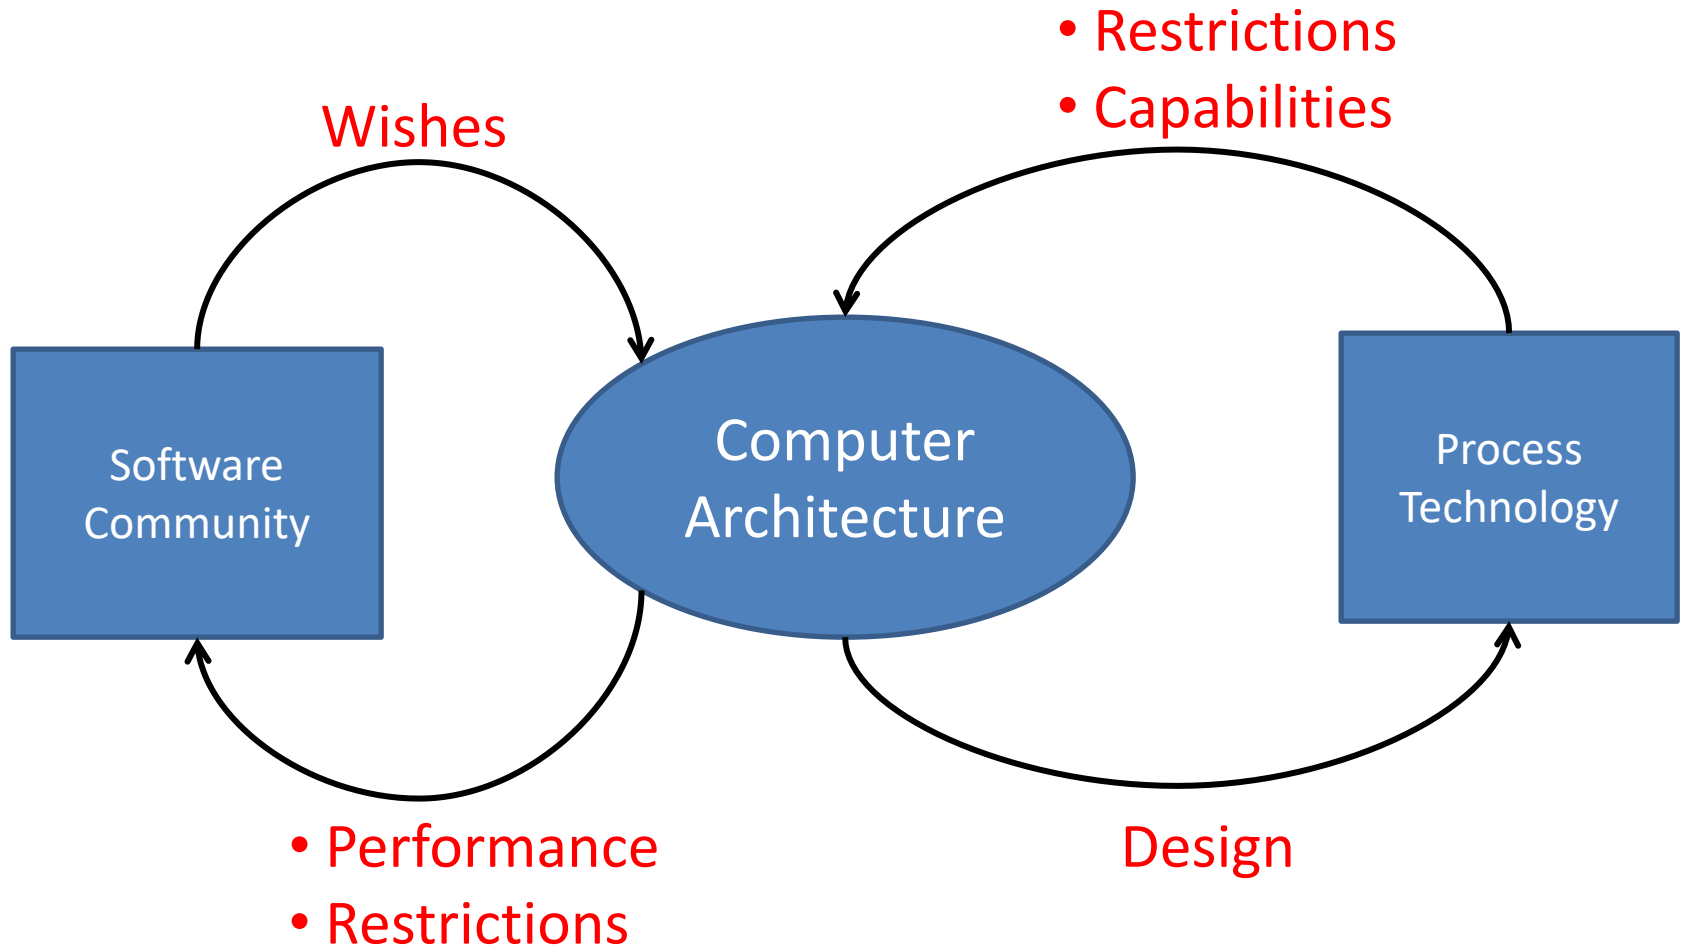 • Restrictions
• Capabilities
Wishes
Software
Community
Computer
Architecture
Process
Technology
• Performance
• Restrictions
Design